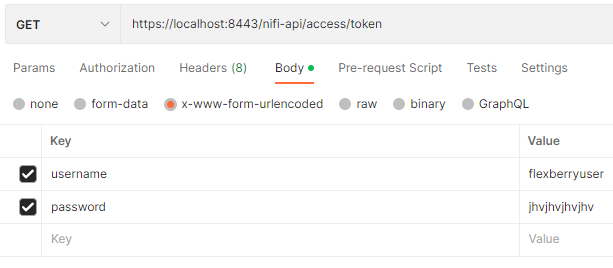 GET https://localhost:8443/nifi-api/access/token
Params Authorization Headers (8) Body Pre-request Script Tests Settings
none form-data x-www-form-urlencoded raw binary GraphQL
Key Value
username flexberryuser
password jhvjhvjhvjhv
Key Value